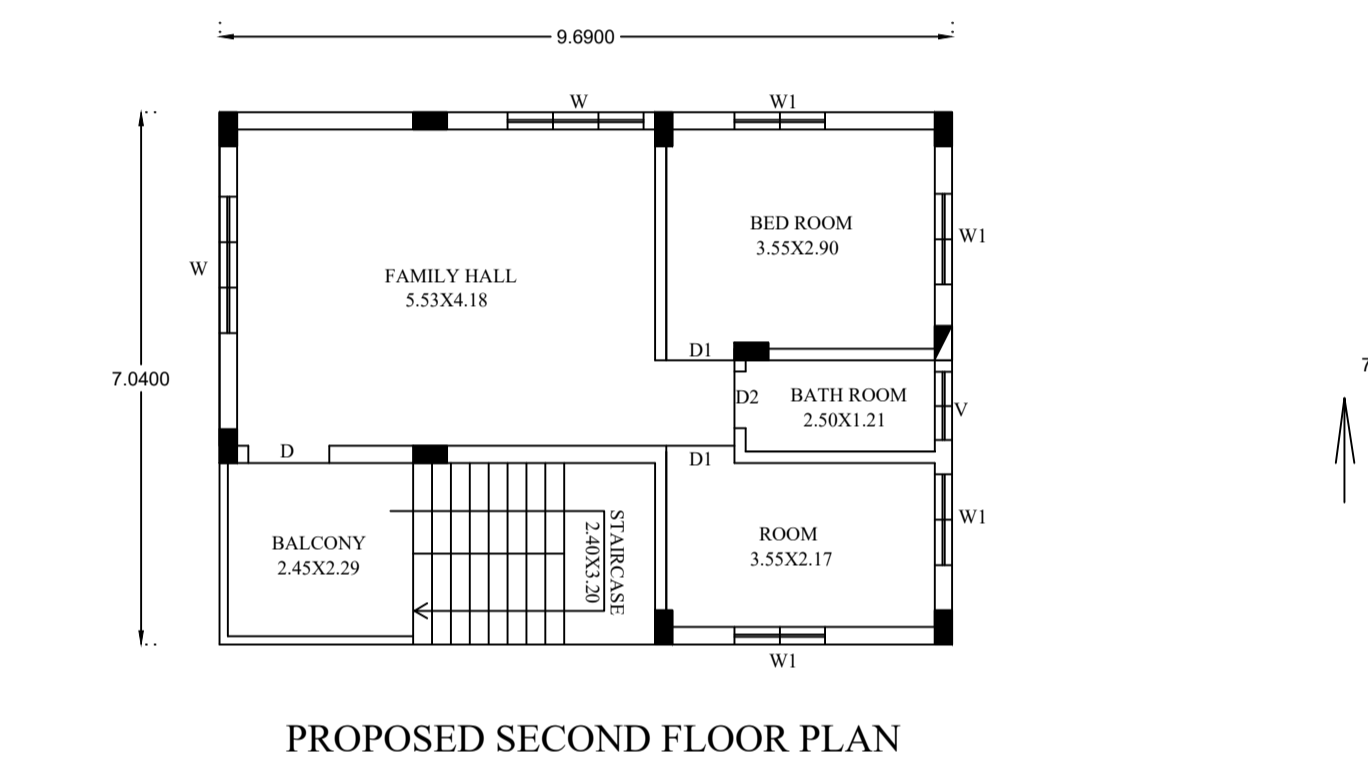 9.6900
W
W1
BED ROOM
3.55X2.90
W1
FAMILY HALL
5.53X4.18
W
D1
7.0400
7
D2
BATH ROOM
2.50X1.21
V
D
D1
BALCONY
2.45X2.29
STAIRCASE
2.40X3.20
ROOM
3.55X2.17
W1
W1
PROPOSED SECOND FLOOR PLAN